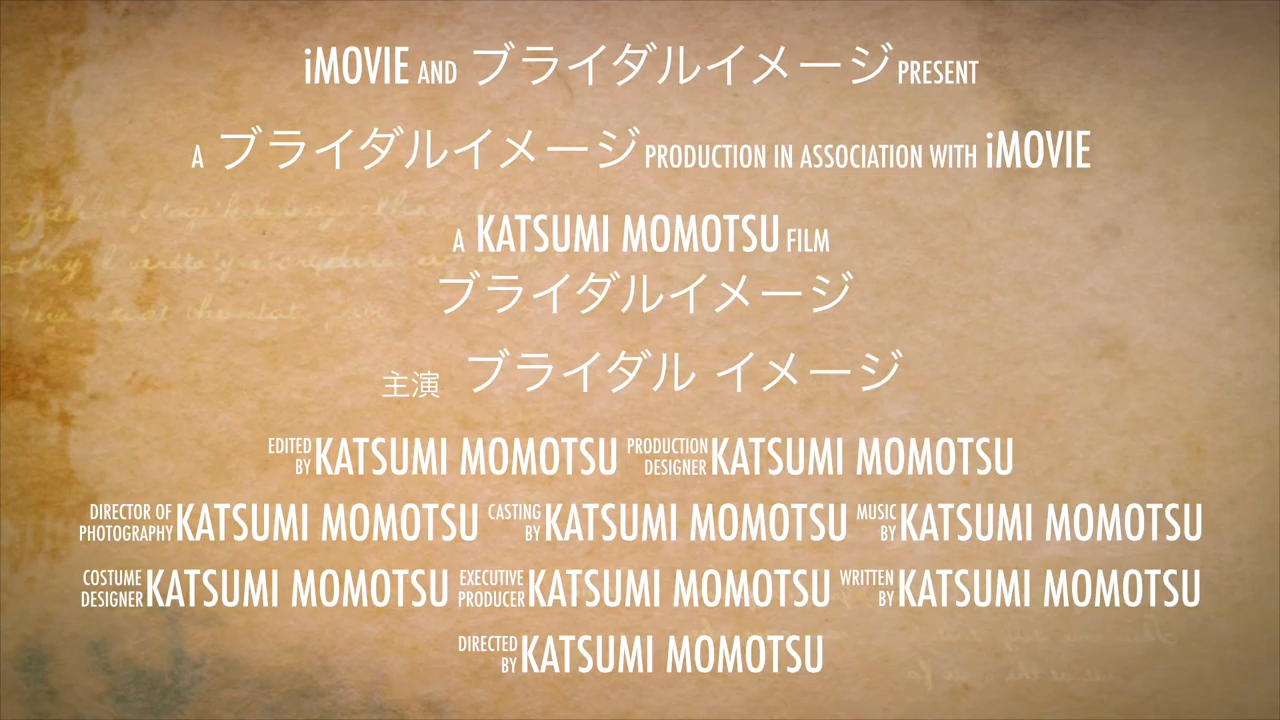 iMOVIE AND ブライダルイメージ PRESENT
A ブライダルイメージ PRODUCTION IN ASSOCIATION WITH iMOVIE
A KATSUMI MOMOTSU FILM
ブライダルイメージ
主演 ブライダル イメージ
EDITED BY KATSUMI MOMOTSU PRODUCTION DESIGNER KATSUMI MOMOTSU
DIRECTOR OF PHOTOGRAPHY KATSUMI MOMOTSU CASTING BY KATSUMI MOMOTSU MUSIC BY KATSUMI MOMOTSU
COSTUME DESIGNER KATSUMI MOMOTSU EXECUTIVE PRODUCER KATSUMI MOMOTSU WRITTEN BY KATSUMI MOMOTSU
DIRECTED BY KATSUMI MOMOTSU